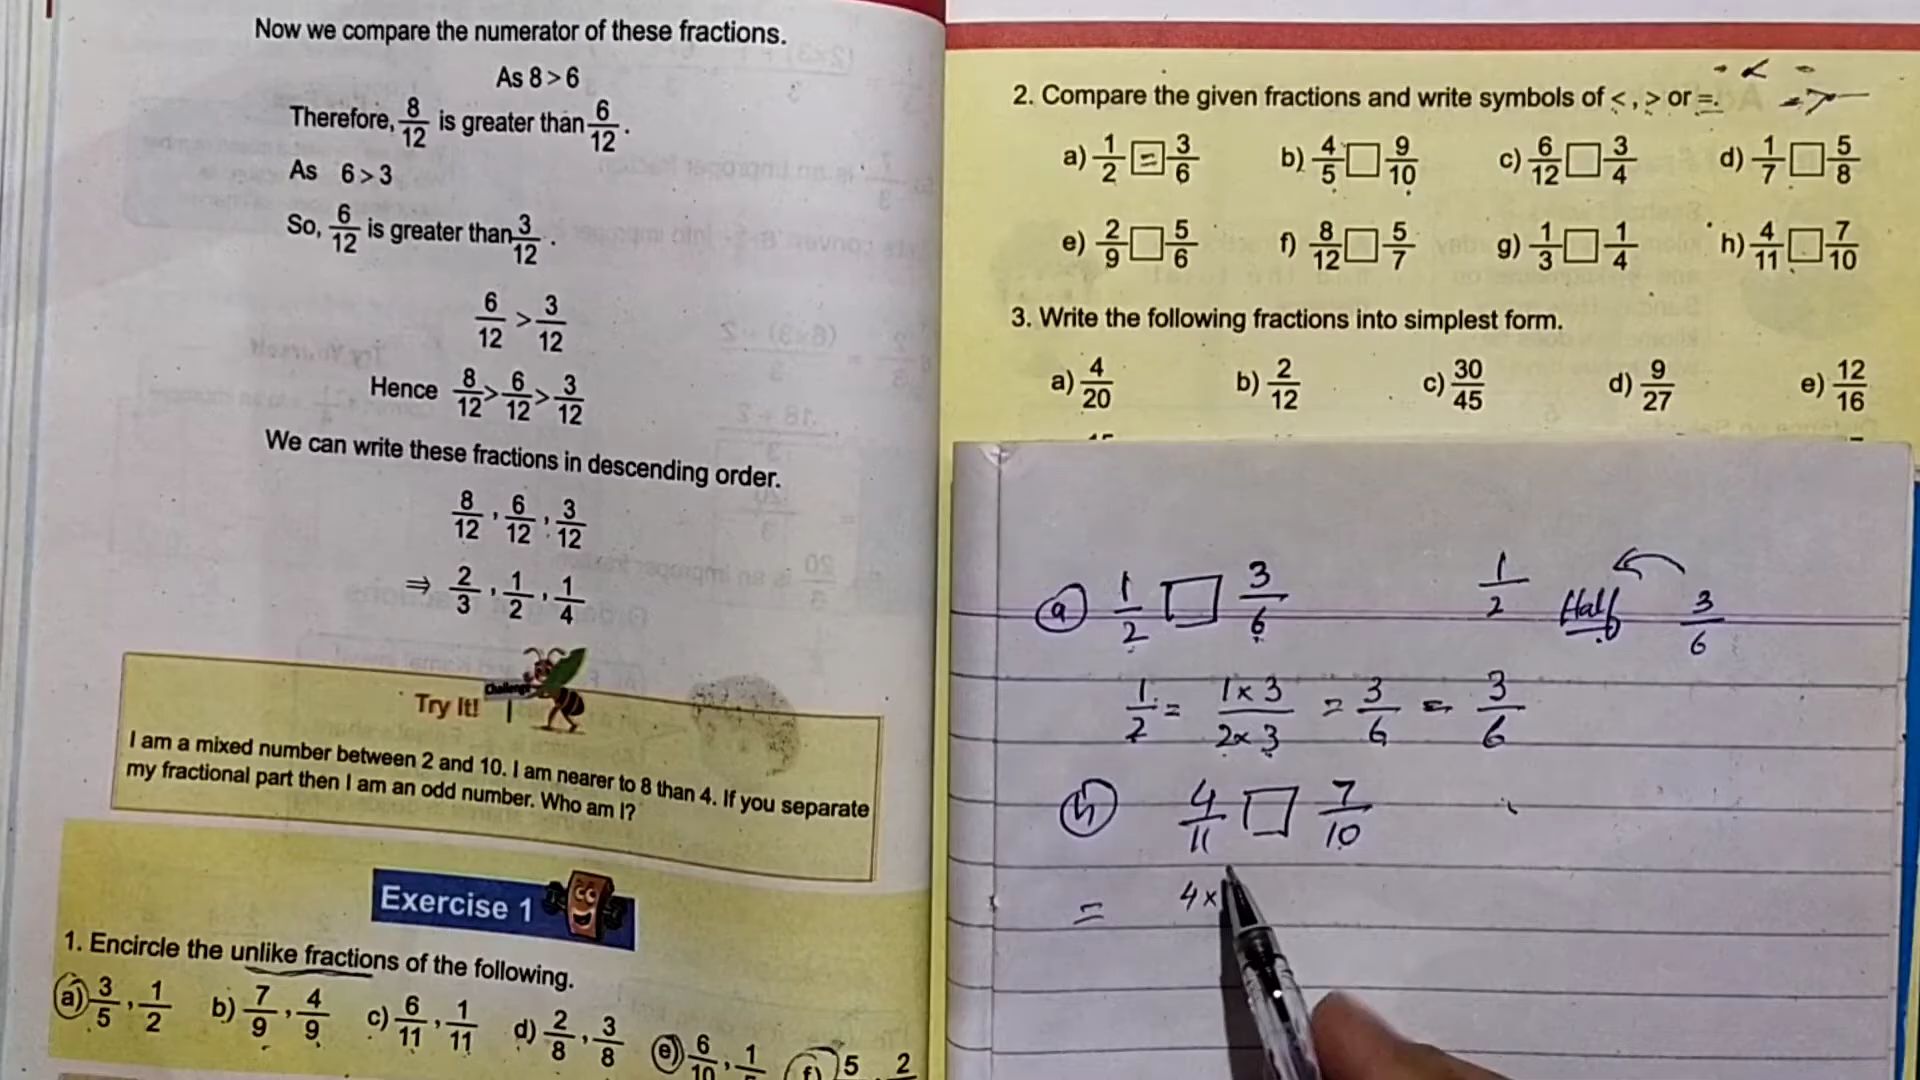 Now we compare the numerator of these fractions.
As 8 > 6
Therefore, 8/12 is greater than 6/12 .
As 6 > 3
So, 6/12 is greater than 3/12 .
6/12 > 3/12
Hence 8/12 > 6/12 > 3/12
We can write these fractions in descending order.
8/12 , 6/12 , 3/12
⇒ 2/3 , 1/2 , 1/4
Challenge
Try It!
I am a mixed number between 2 and 10. I am nearer to 8 than 4. If you separate
my fractional part then I am an odd number. Who am I?
Exercise 1
1. Encircle the unlike fractions of the following.
a) 3/5 , 1/2 b) 7/9 , 4/9 c) 6/11 , 1/11 d) 2/8 , 3/8 e) 6/10 , 1 f) 5 , 2
2. Compare the given fractions and write symbols of < , > or =.
a) 1/2 = 3/6 b) 4/5 □ 9/10 c) 6/12 □ 3/4 d) 1/7 □ 5/8
e) 2/9 □ 5/6 f) 8/12 □ 5/7 g) 1/3 □ 1/4 h) 4/11 □ 7/10
3. Write the following fractions into simplest form.
a) 4/20 b) 2/12 c) 30/45 d) 9/27 e) 12/16
a 1/2 □ 3/6 1/2 Half 3/6
1/2 = 1×3/2×3 = 3/6 = 3/6
h 4/11 □ 7/10
= 4×